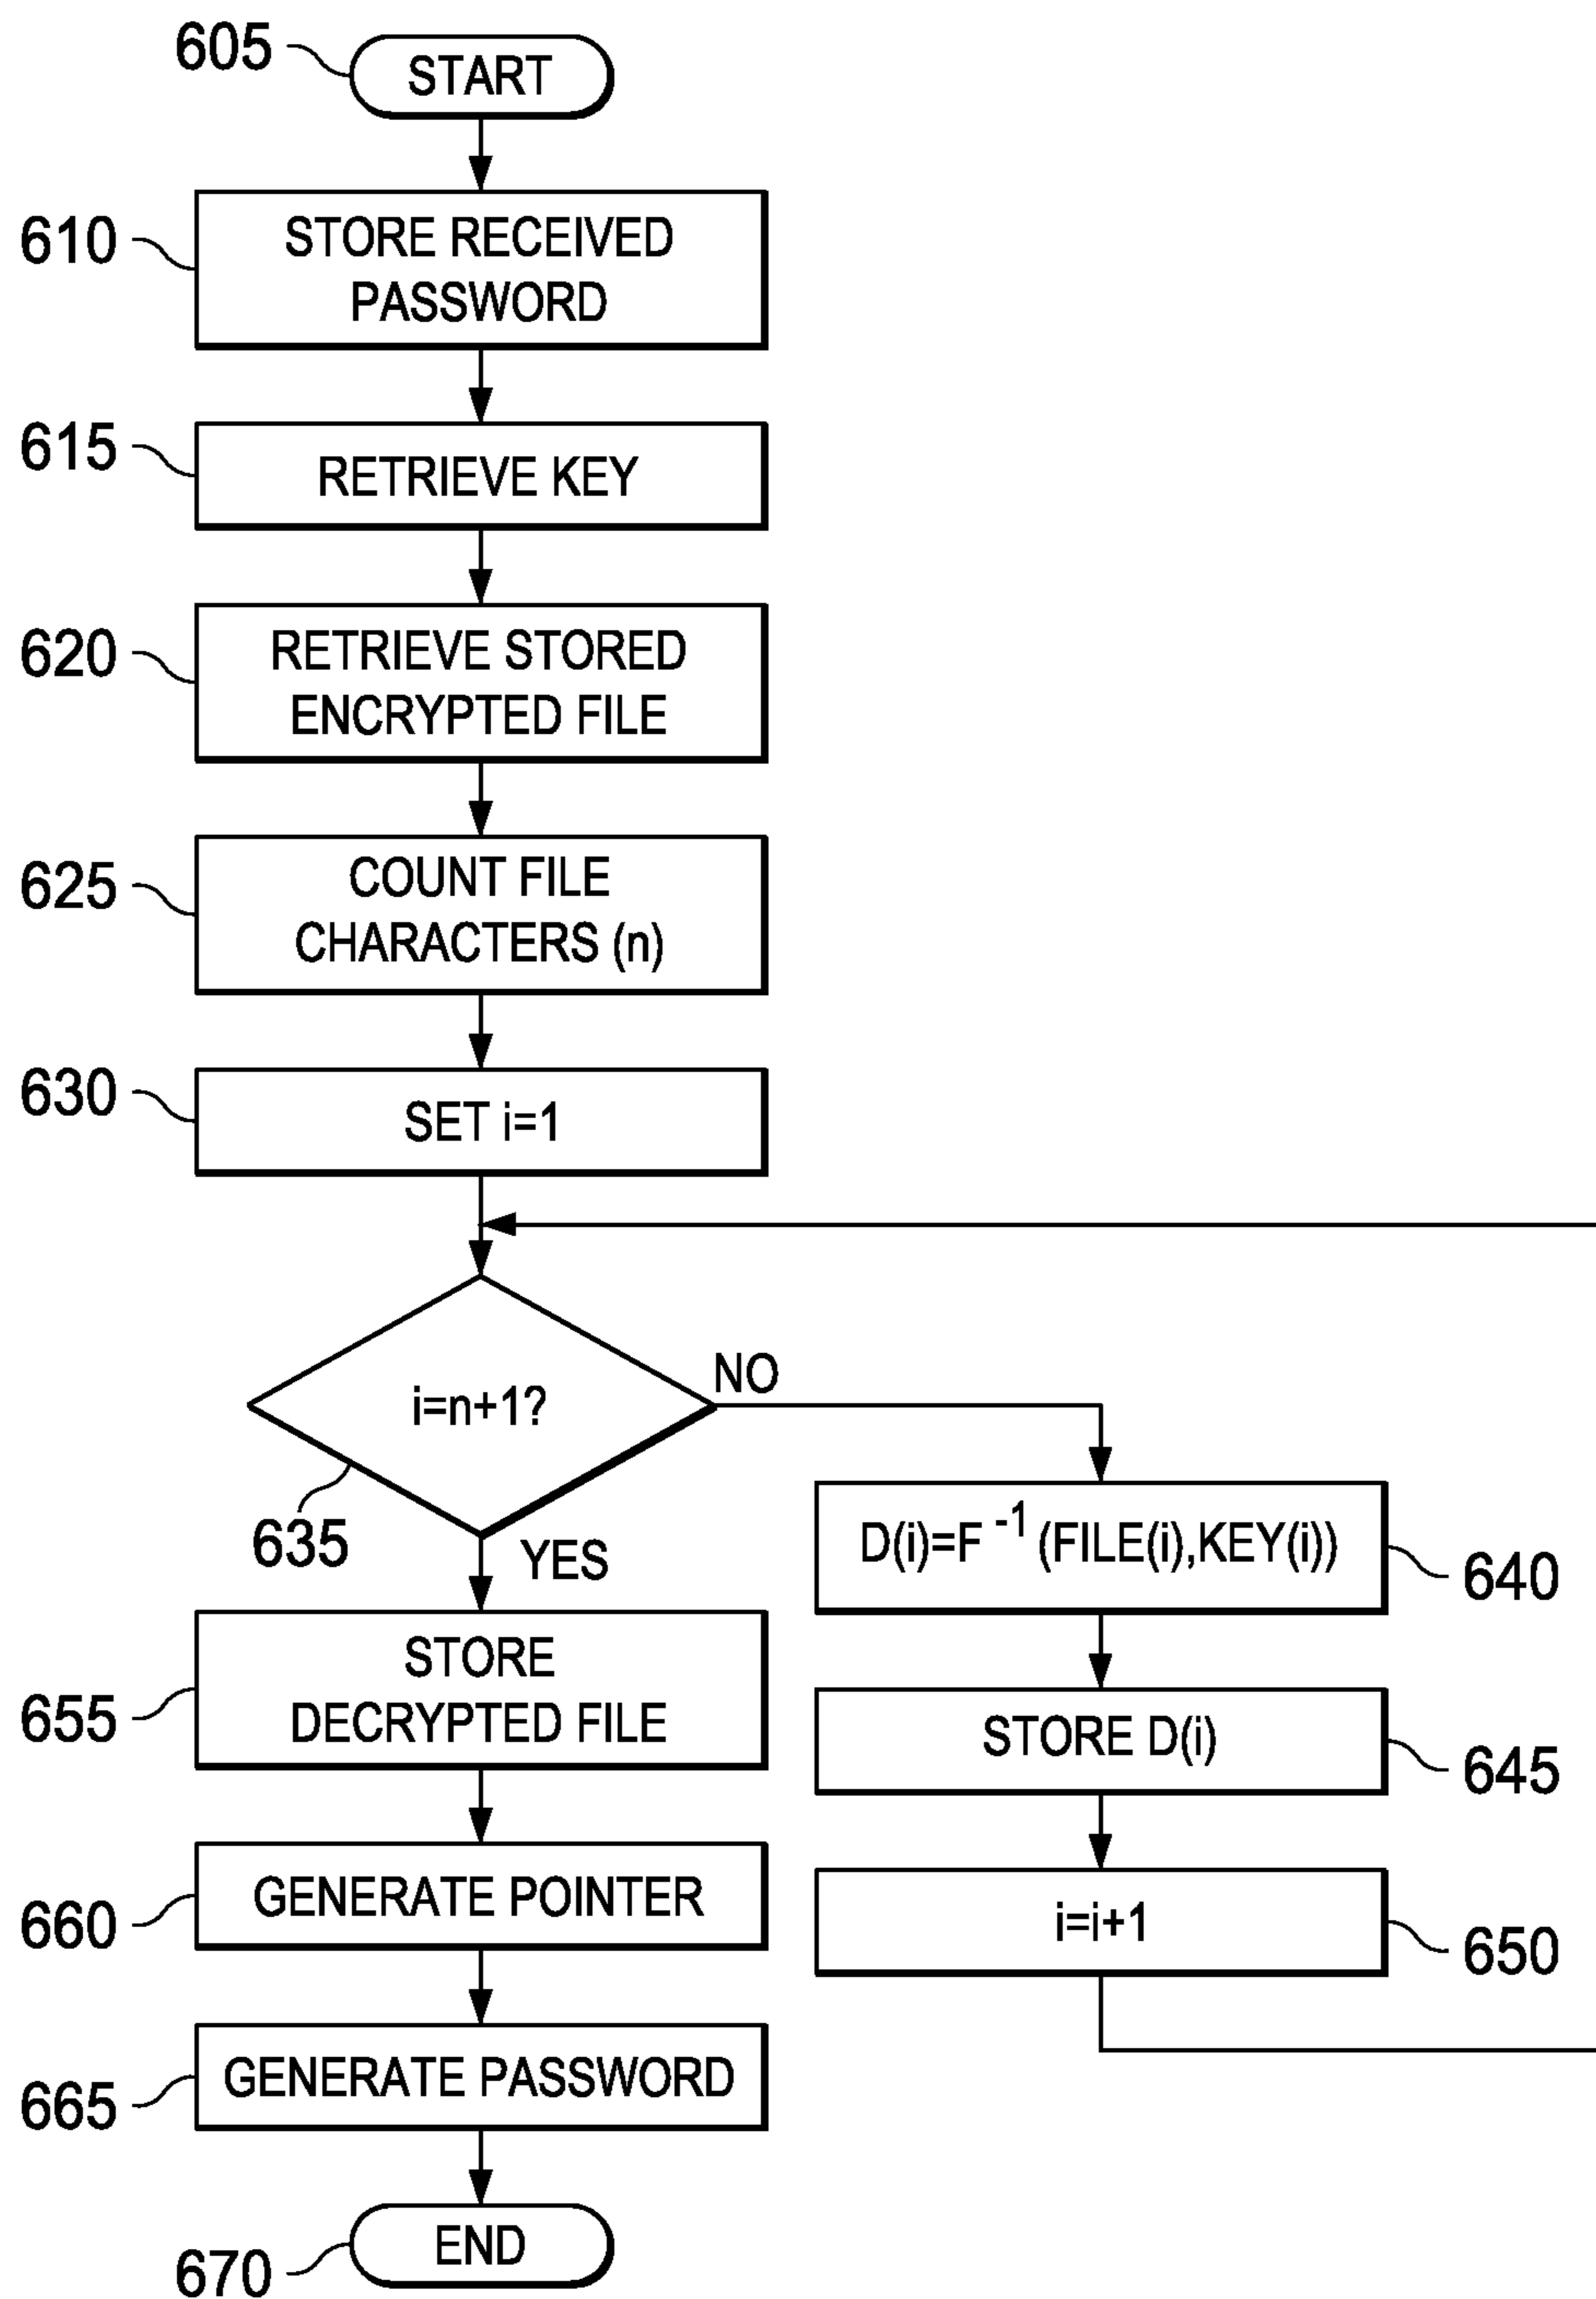 605
START
610
STORE RECEIVED
PASSWORD
615
RETRIEVE KEY
620
RETRIEVE STORED
ENCRYPTED FILE
625
COUNT FILE
CHARACTERS (n)
630
SET i=1
i=n+1?
NO
635
YES
D(i)=F⁻¹(FILE(i),KEY(i))
640
STORE D(i)
645
i=i+1
650
STORE
DECRYPTED FILE
655
GENERATE POINTER
660
GENERATE PASSWORD
665
END
670